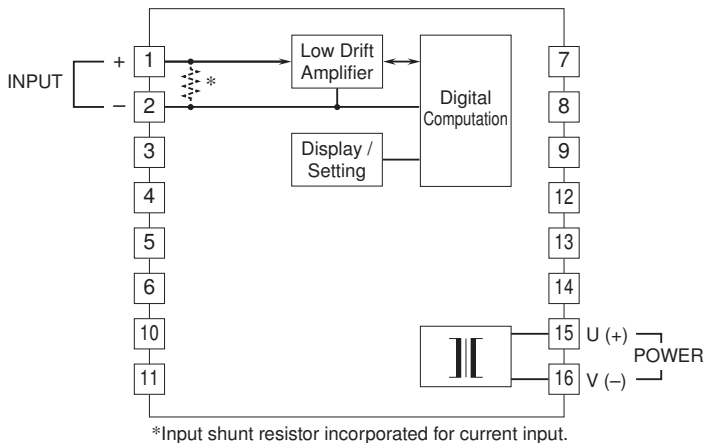 INPUT
+
–
1
2
3
4
5
6
10
11
*
Low Drift
Amplifier
Display /
Setting
Digital
Computation
7
8
9
12
13
14
15
16
U (+)
V (–)
POWER
*Input shunt resistor incorporated for current input.